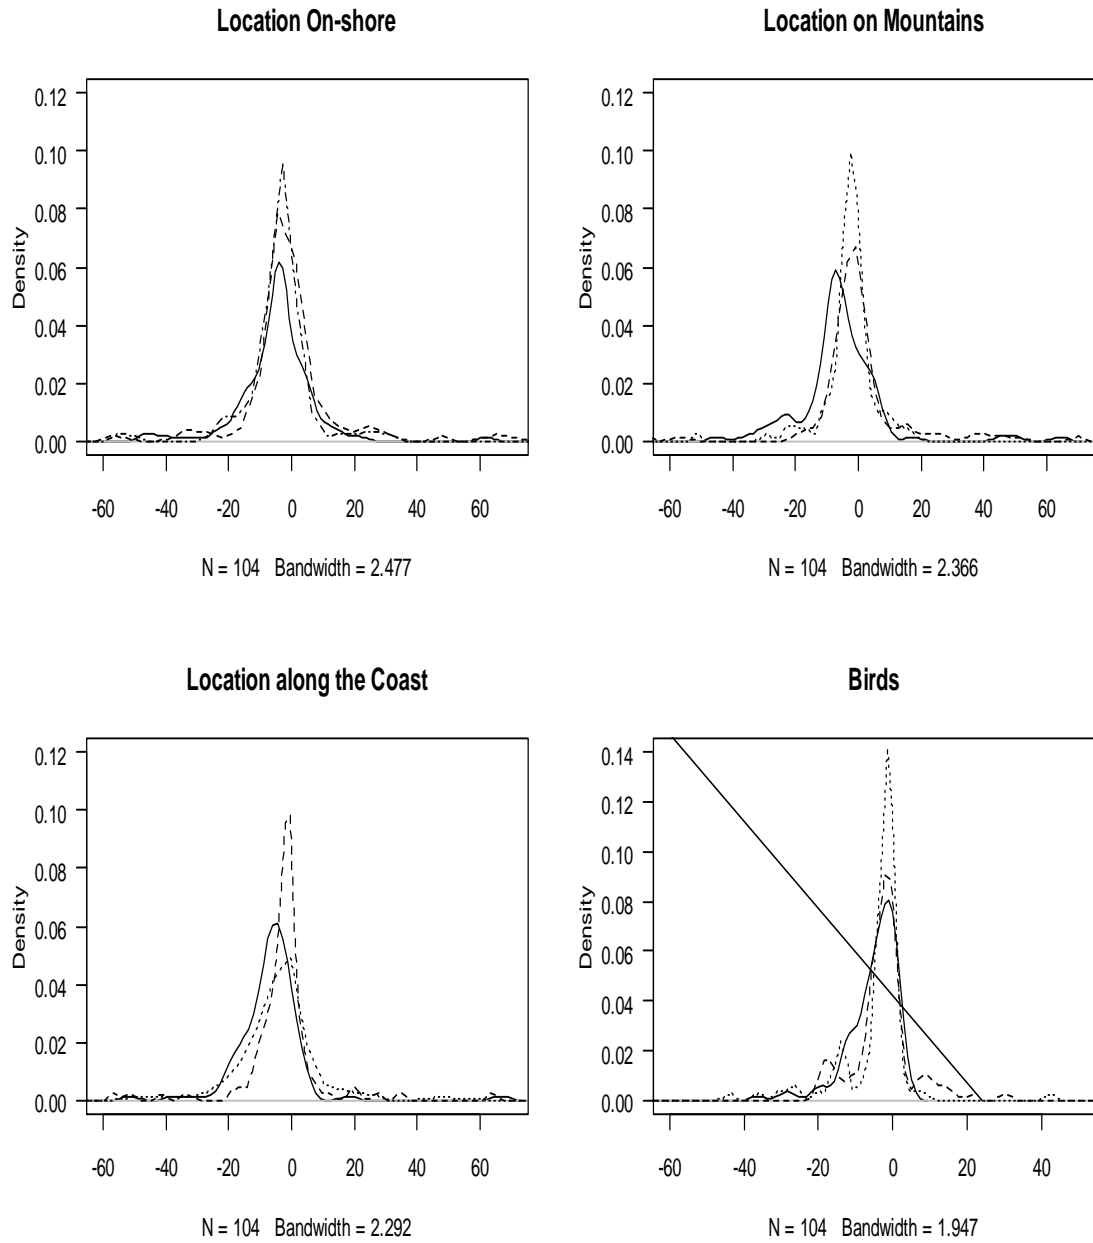 Location On-shore
0.12
0.10
0.08
0.06
0.04
0.02
0.00
Density
-60 -40 -20 0 20 40 60
N = 104 Bandwidth = 2.477
Location on Mountains
0.12
0.10
0.08
0.06
0.04
0.02
0.00
Density
-60 -40 -20 0 20 40 60
N = 104 Bandwidth = 2.366
Location along the Coast
0.12
0.10
0.08
0.06
0.04
0.02
0.00
Density
-60 -40 -20 0 20 40 60
N = 104 Bandwidth = 2.292
Birds
0.14
0.12
0.10
0.08
0.06
0.04
0.02
0.00
Density
-60 -40 -20 0 20 40
N = 104 Bandwidth = 1.947